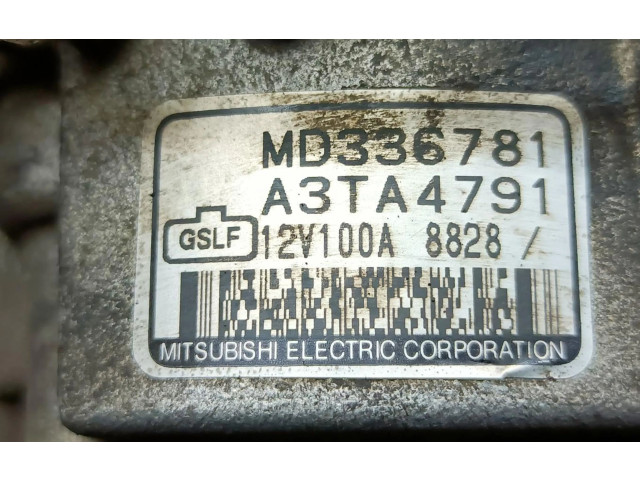 MD336781
A3TA4791
GSLF 12V100A 8828 /
MITSUBISHI ELECTRIC CORPORATION